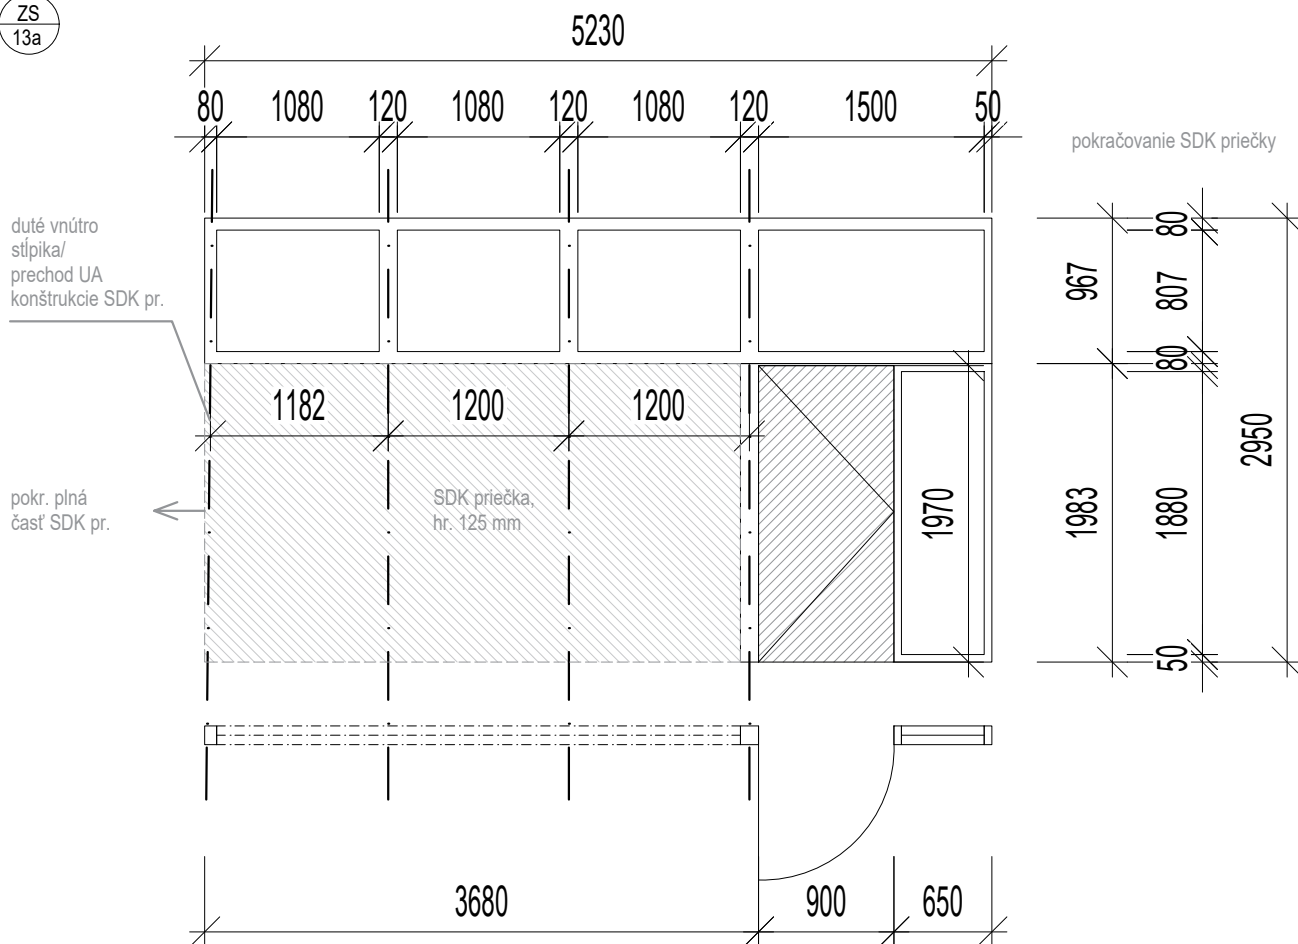 ZS
13a
5230
80 1080 120 1080 120 1080 120 1500 50
pokračovanie SDK priečky
duté vnútro
stĺpika/
prechod UA
konštrukcie SDK pr.
80
967
807
80
1182 1200 1200
2950
pokr. plná
časť SDK pr.
SDK priečka,
hr. 125 mm
1970
1983
1880
50
3680 900 650